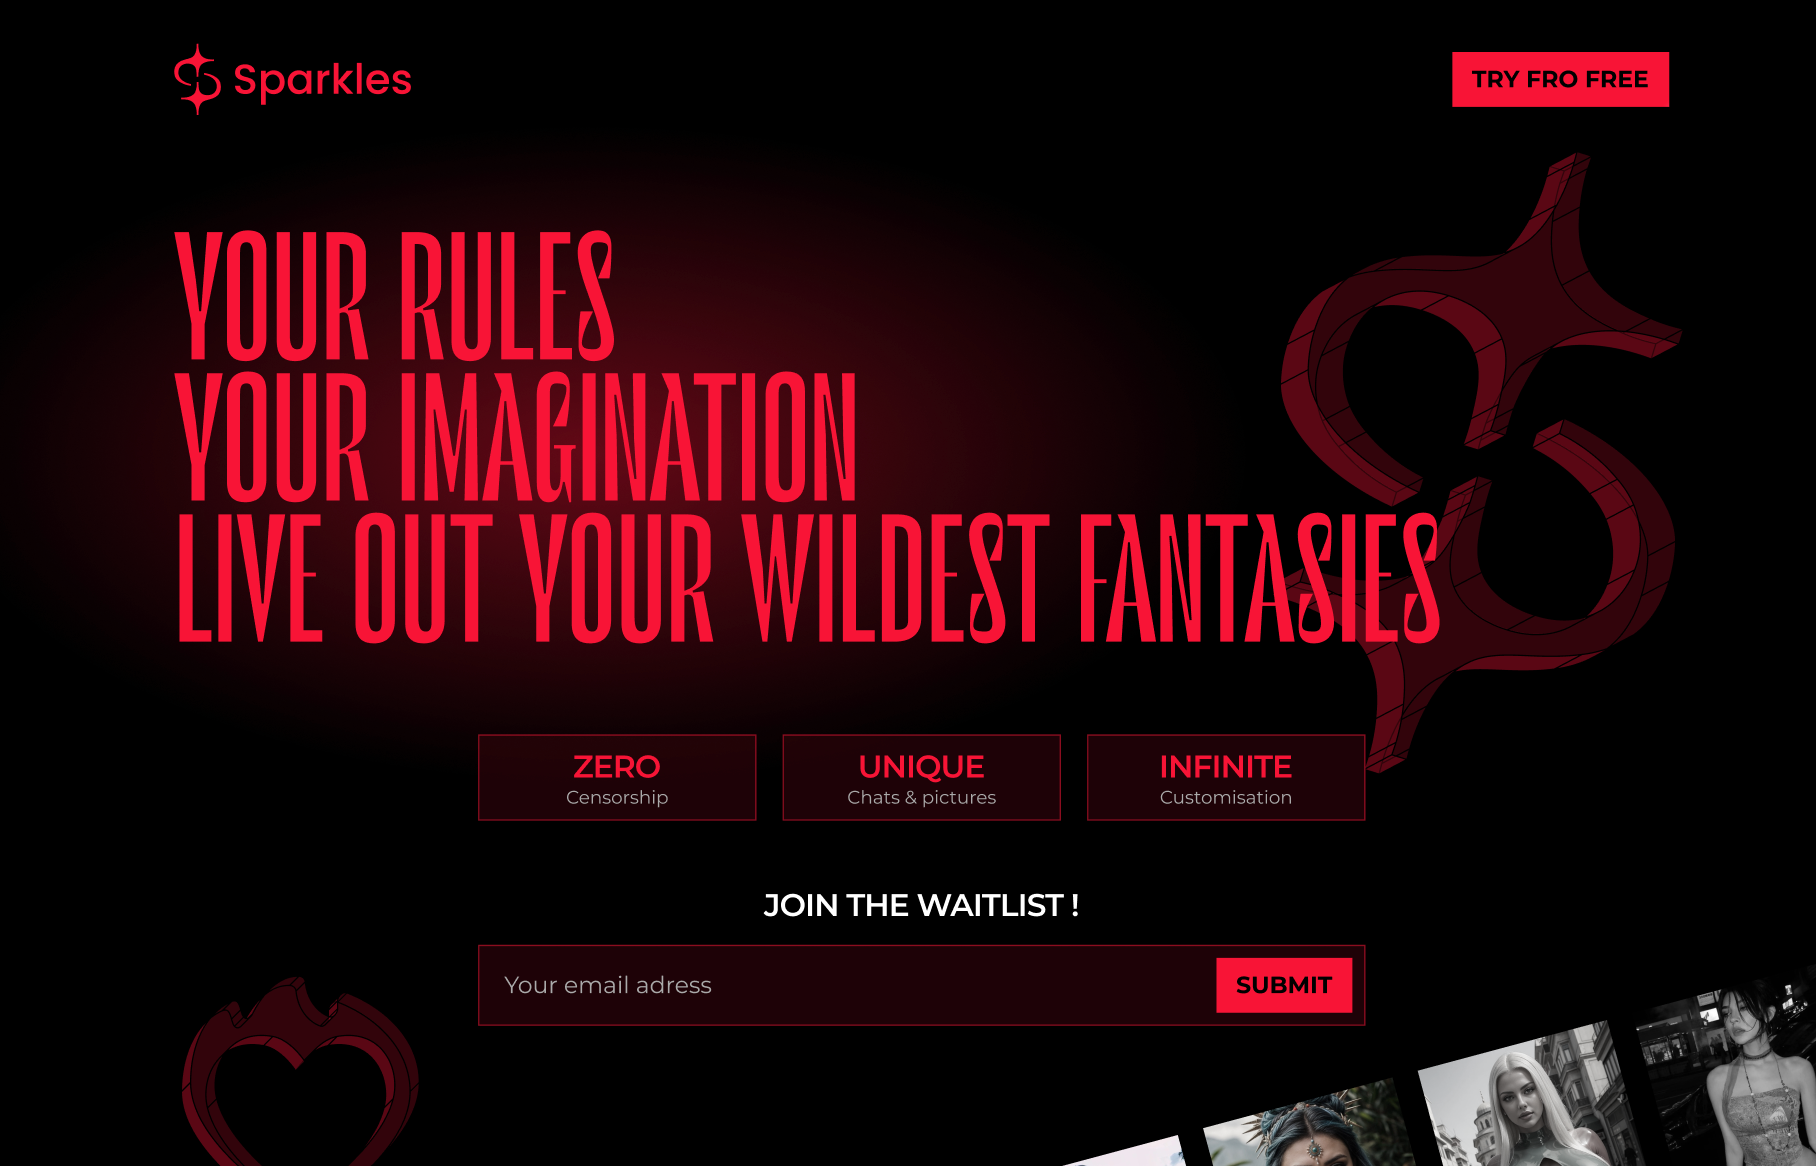 Sparkles
TRY FRO FREE
YOUR RULES
YOUR IMAGINATION
LIVE OUT YOUR WILDEST FANTASIES
ZERO
Censorship
UNIQUE
Chats & pictures
INFINITE
Customisation
JOIN THE WAITLIST !
Your email adress
SUBMIT